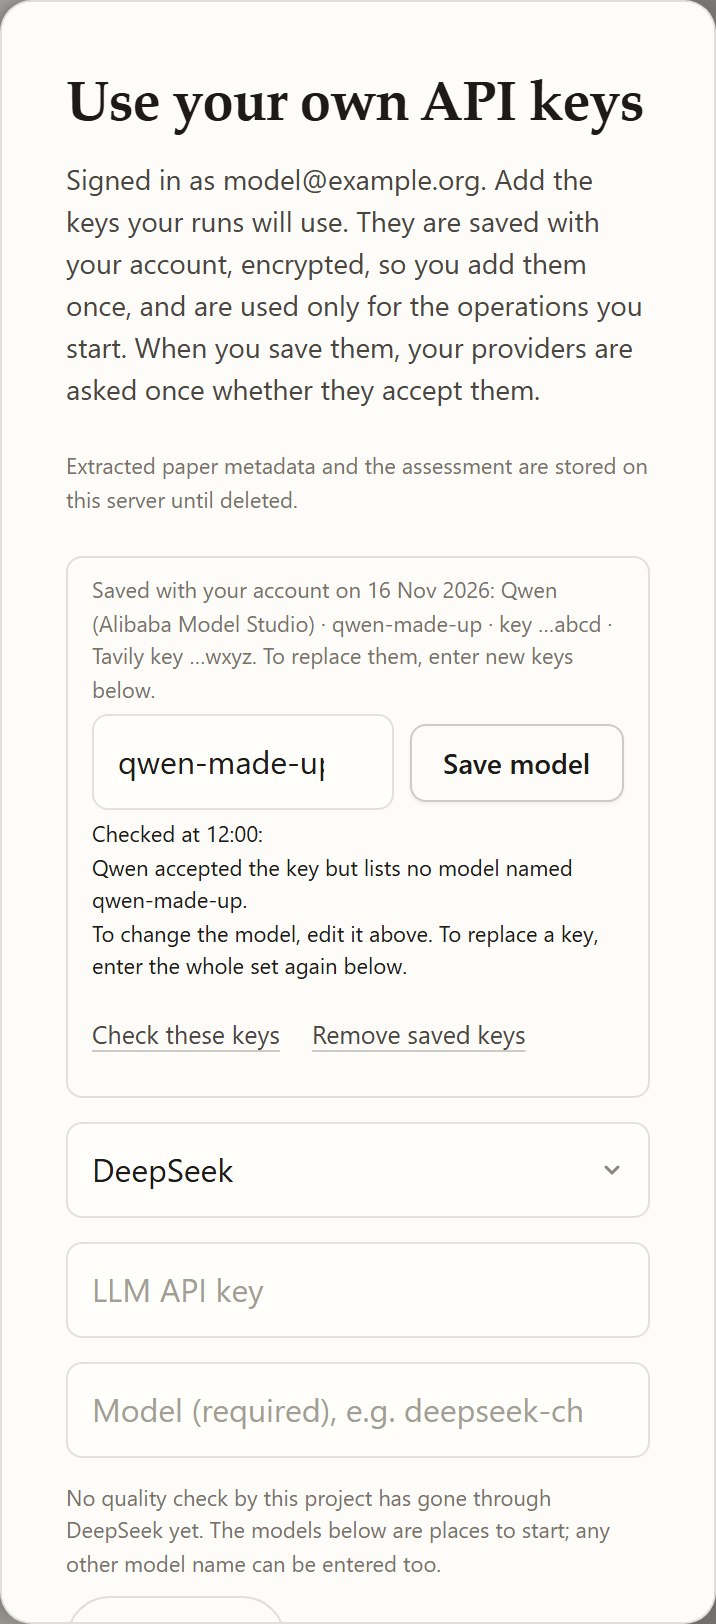 Use your own API keys
Signed in as model@example.org. Add the
keys your runs will use. They are saved with
your account, encrypted, so you add them
once, and are used only for the operations you
start. When you save them, your providers are
asked once whether they accept them.
Extracted paper metadata and the assessment are stored on
this server until deleted.
Saved with your account on 16 Nov 2026: Qwen
(Alibaba Model Studio) · qwen-made-up · key …abcd ·
Tavily key …wxyz. To replace them, enter new keys
below.
qwen-made-up
Save model
Checked at 12:00:
Qwen accepted the key but lists no model named
qwen-made-up.
To change the model, edit it above. To replace a key,
enter the whole set again below.
Check these keys
Remove saved keys
DeepSeek
LLM API key
Model (required), e.g. deepseek-ch
No quality check by this project has gone through
DeepSeek yet. The models below are places to start; any
other model name can be entered too.